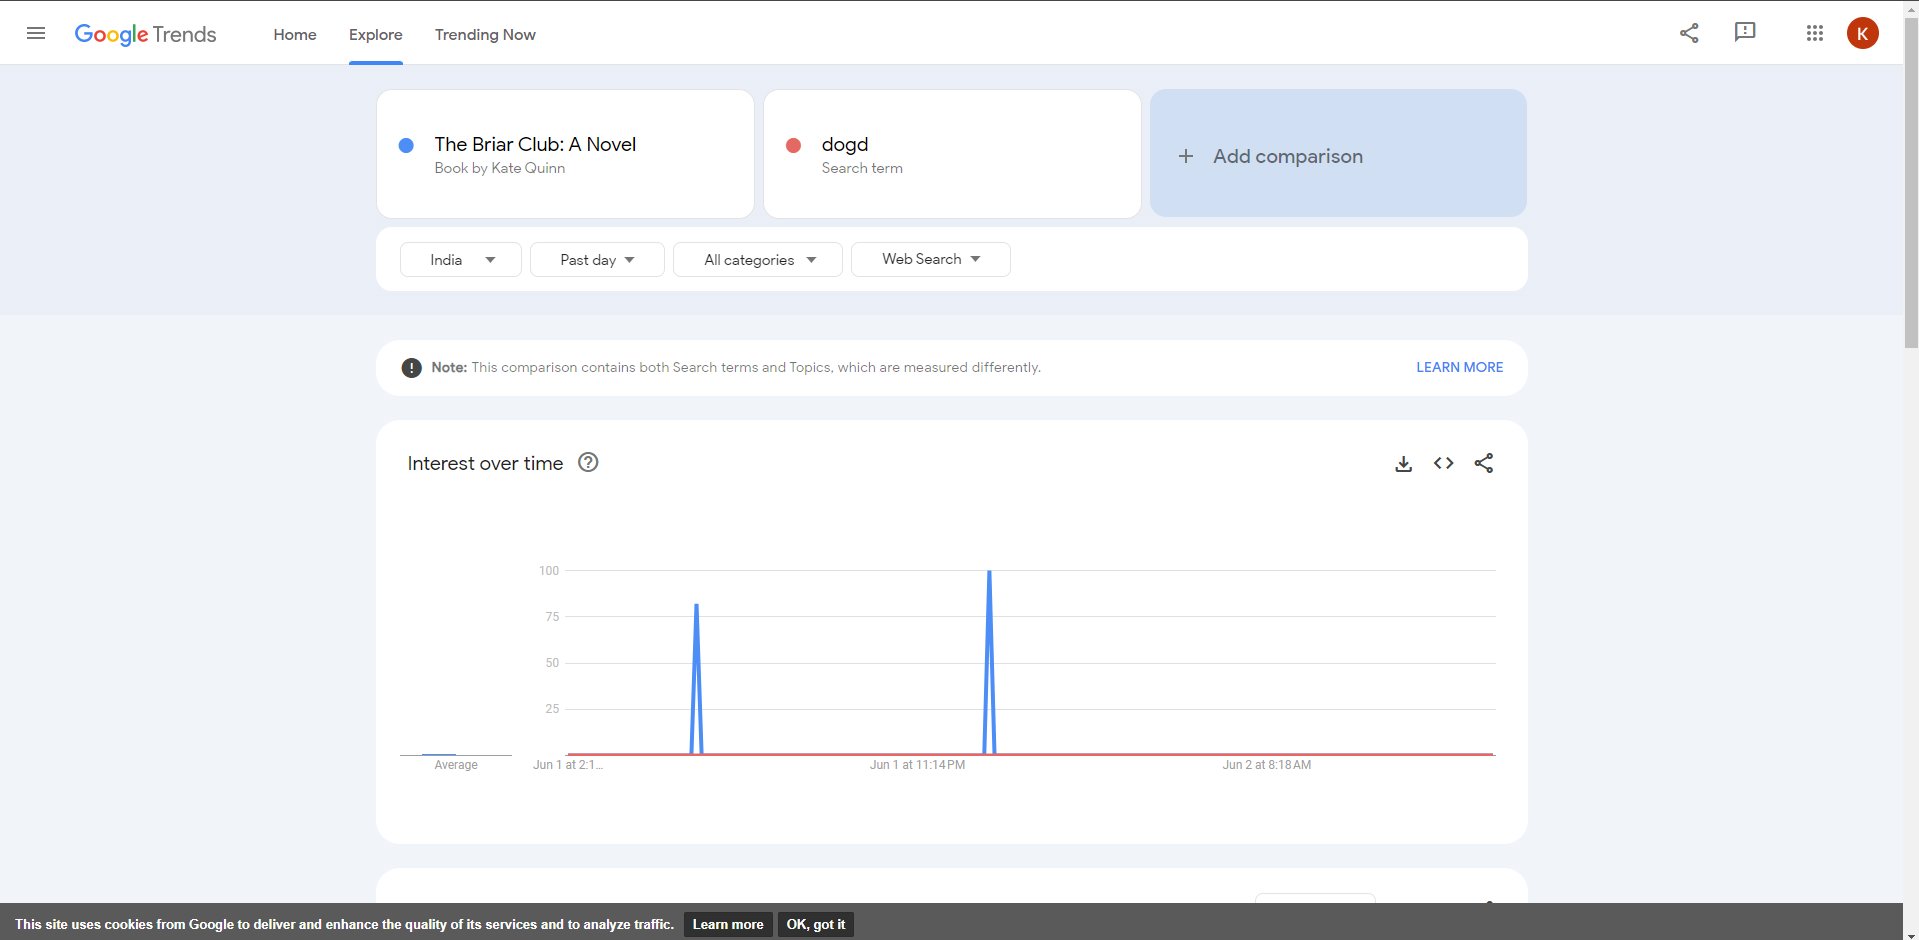 Google Trends
Home Explore Trending Now
K
The Briar Club: A Novel
Book by Kate Quinn
dogd
Search term
+ Add comparison
India
Past day
All categories
Web Search
Note: This comparison contains both Search terms and Topics, which are measured differently.
LEARN MORE
Interest over time
100
75
50
25
Average
Jun 1 at 2:1...
Jun 1 at 11:14 PM
Jun 2 at 8:18 AM
This site uses cookies from Google to deliver and enhance the quality of its services and to analyze traffic.
Learn more
OK, got it